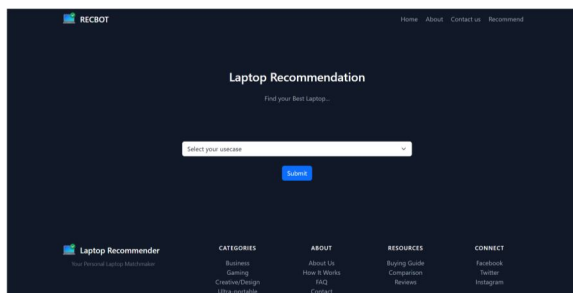 RECBOT
Home About Contact us Recommend
Laptop Recommendation
Find your Best Laptop...
Select your usecase
Submit
Laptop Recommender
Your Personal Laptop Matchmaker
CATEGORIES
Business
Gaming
Creative/Design
Ultra-portable
ABOUT
About Us
How It Works
FAQ
Contact
RESOURCES
Buying Guide
Comparison
Reviews
CONNECT
Facebook
Twitter
Instagram